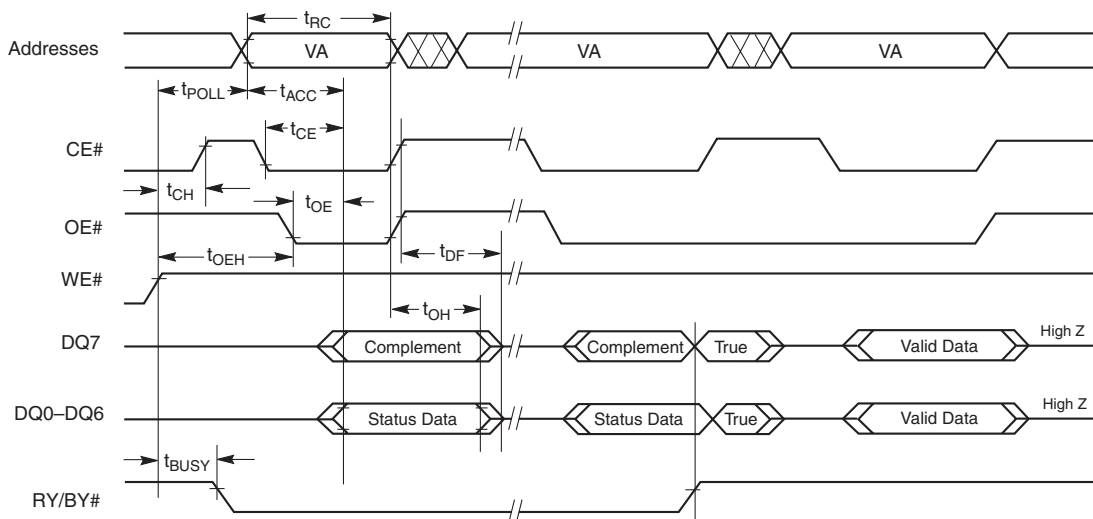 tRC
Addresses VA VA VA
tPOLL tACC
tCE
CE#
tCH
tOE
OE#
tDF
tOEH
WE#
tOH
DQ7 Complement Complement True Valid Data High Z
DQ0–DQ6 Status Data Status Data True Valid Data High Z
tBUSY
RY/BY#